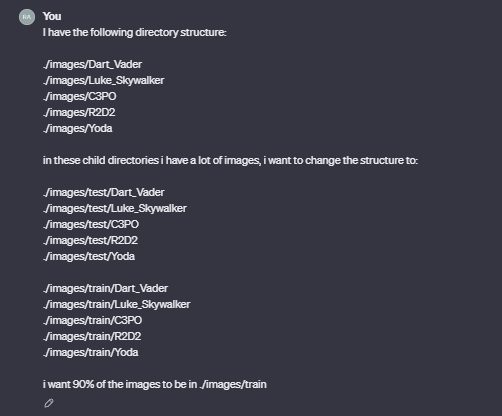 RA
You
I have the following directory structure:
./images/Dart_Vader
./images/Luke_Skywalker
./images/C3PO
./images/R2D2
./images/Yoda
in these child directories i have a lot of images, i want to change the structure to:
./images/test/Dart_Vader
./images/test/Luke_Skywalker
./images/test/C3PO
./images/test/R2D2
./images/test/Yoda
./images/train/Dart_Vader
./images/train/Luke_Skywalker
./images/train/C3PO
./images/train/R2D2
./images/train/Yoda
i want 90% of the images to be in ./images/train